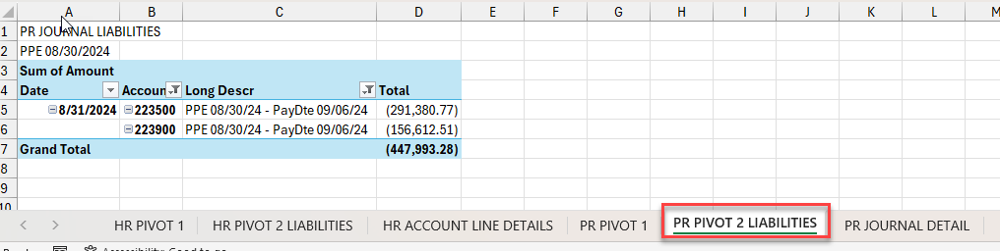 A B C D E F G H I J K L M
1 PR JOURNAL LIABILITIES
2 PPE 08/30/2024
3 Sum of Amount
4 Date Accoun Long Descr Total
5 8/31/2024 223500 PPE 08/30/24 - PayDte 09/06/24 (291,380.77)
6 223900 PPE 08/30/24 - PayDte 09/06/24 (156,612.51)
7 Grand Total (447,993.28)
8
9
10
HR PIVOT 1 HR PIVOT 2 LIABILITIES HR ACCOUNT LINE DETAILS PR PIVOT 1 PR PIVOT 2 LIABILITIES PR JOURNAL DETAIL
Accessibility: Good to go